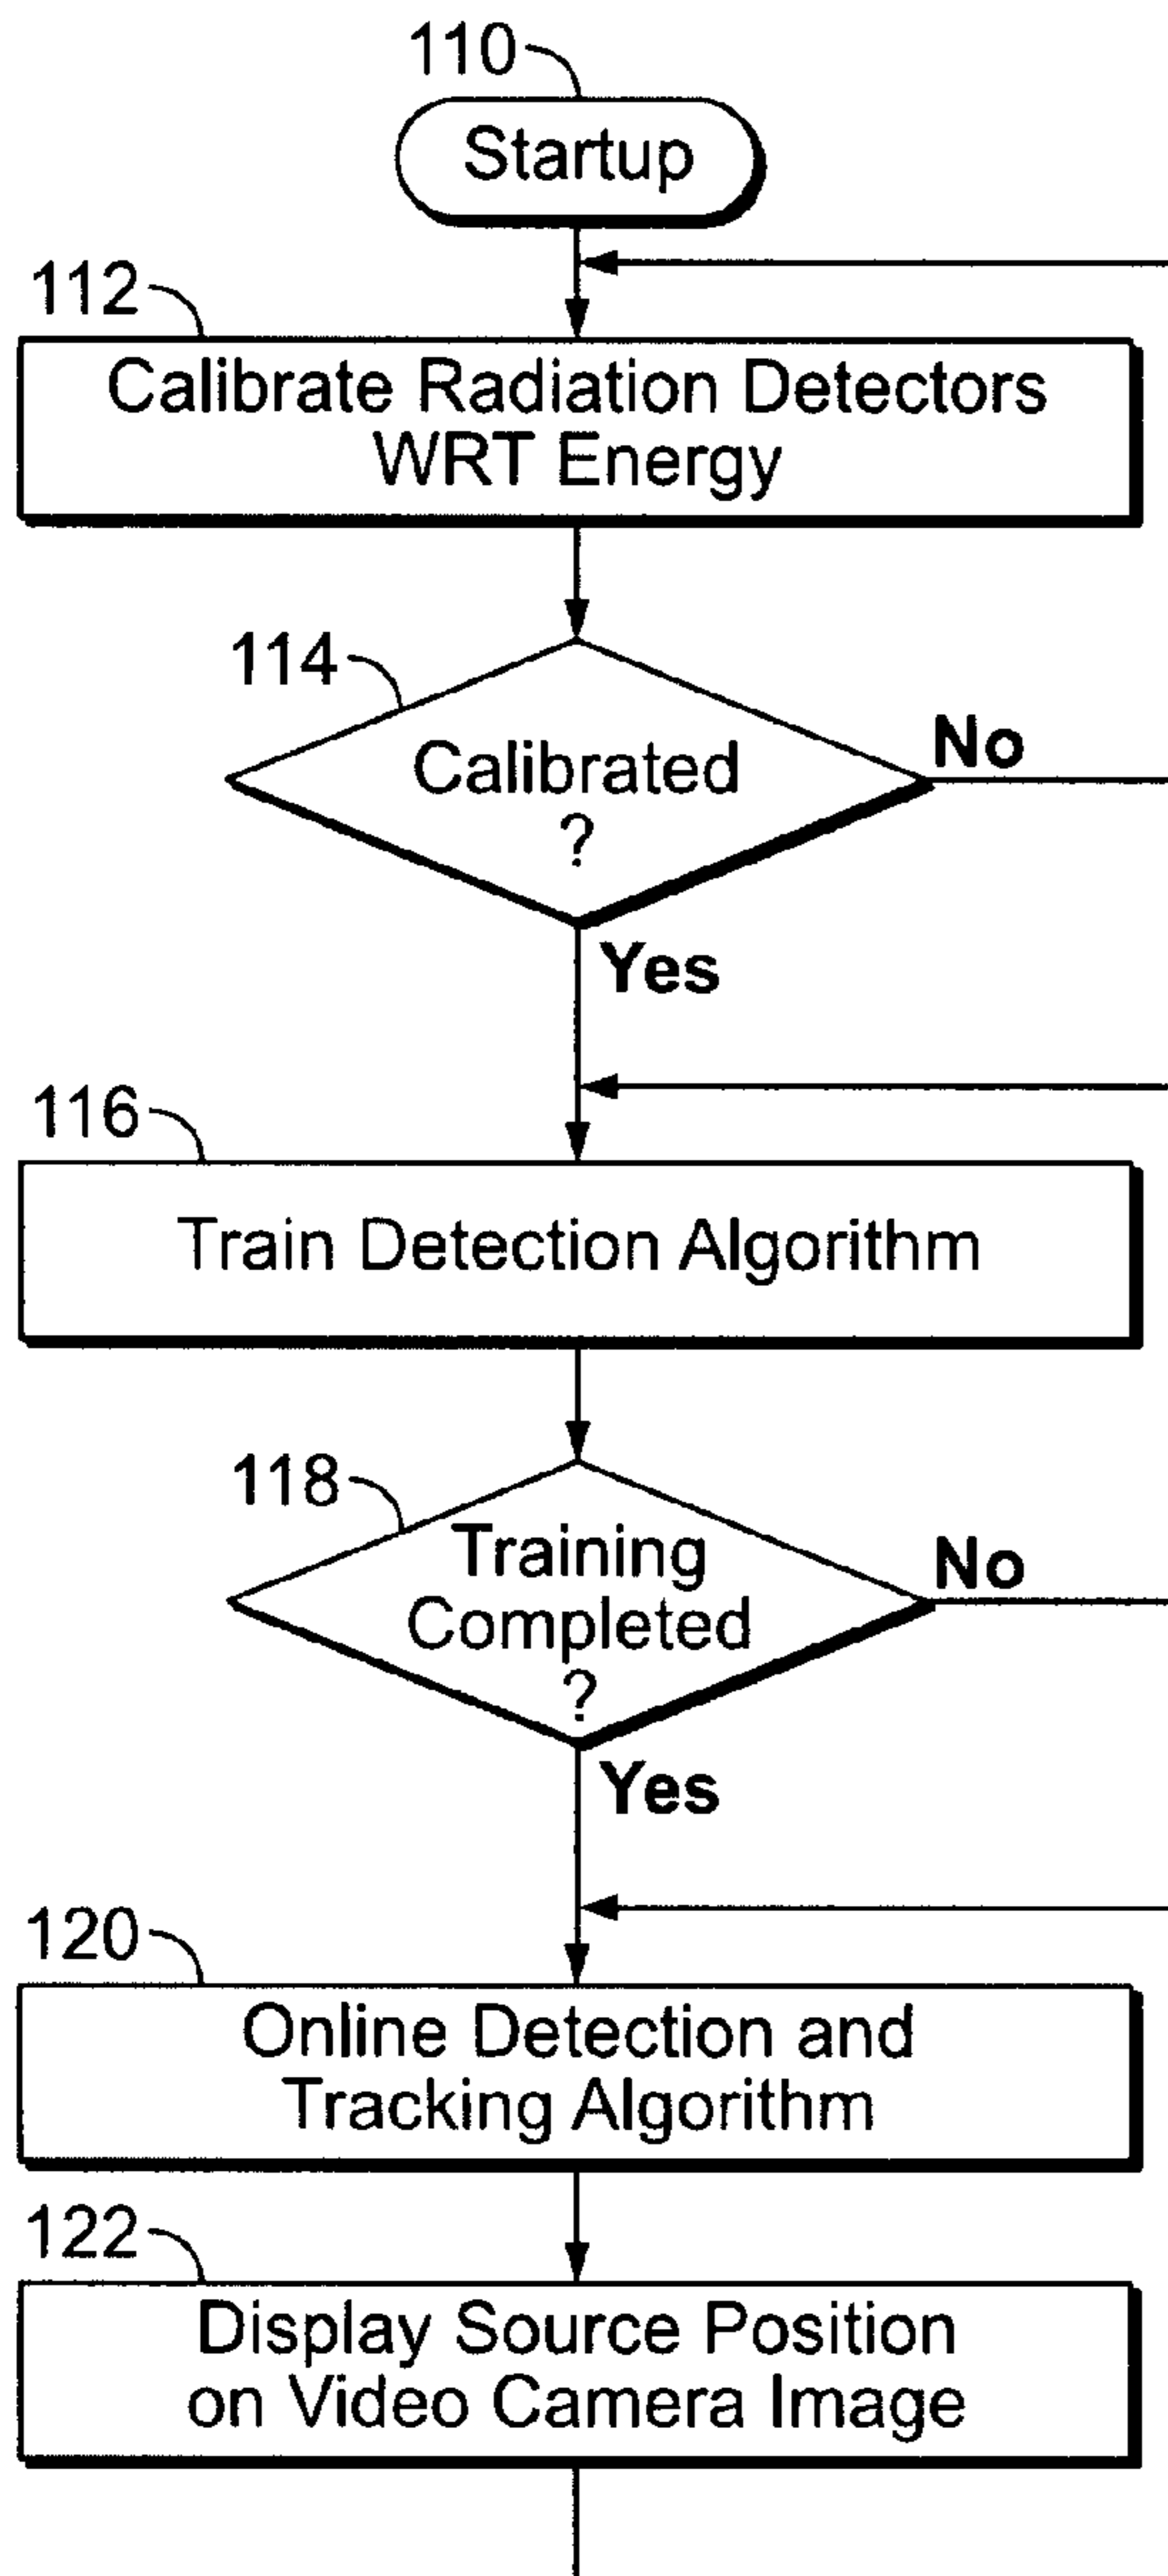 110
Startup
112
Calibrate Radiation Detectors
WRT Energy
114
Calibrated
?
No
Yes
116
Train Detection Algorithm
118
Training
Completed
?
No
Yes
120
Online Detection and
Tracking Algorithm
122
Display Source Position
on Video Camera Image